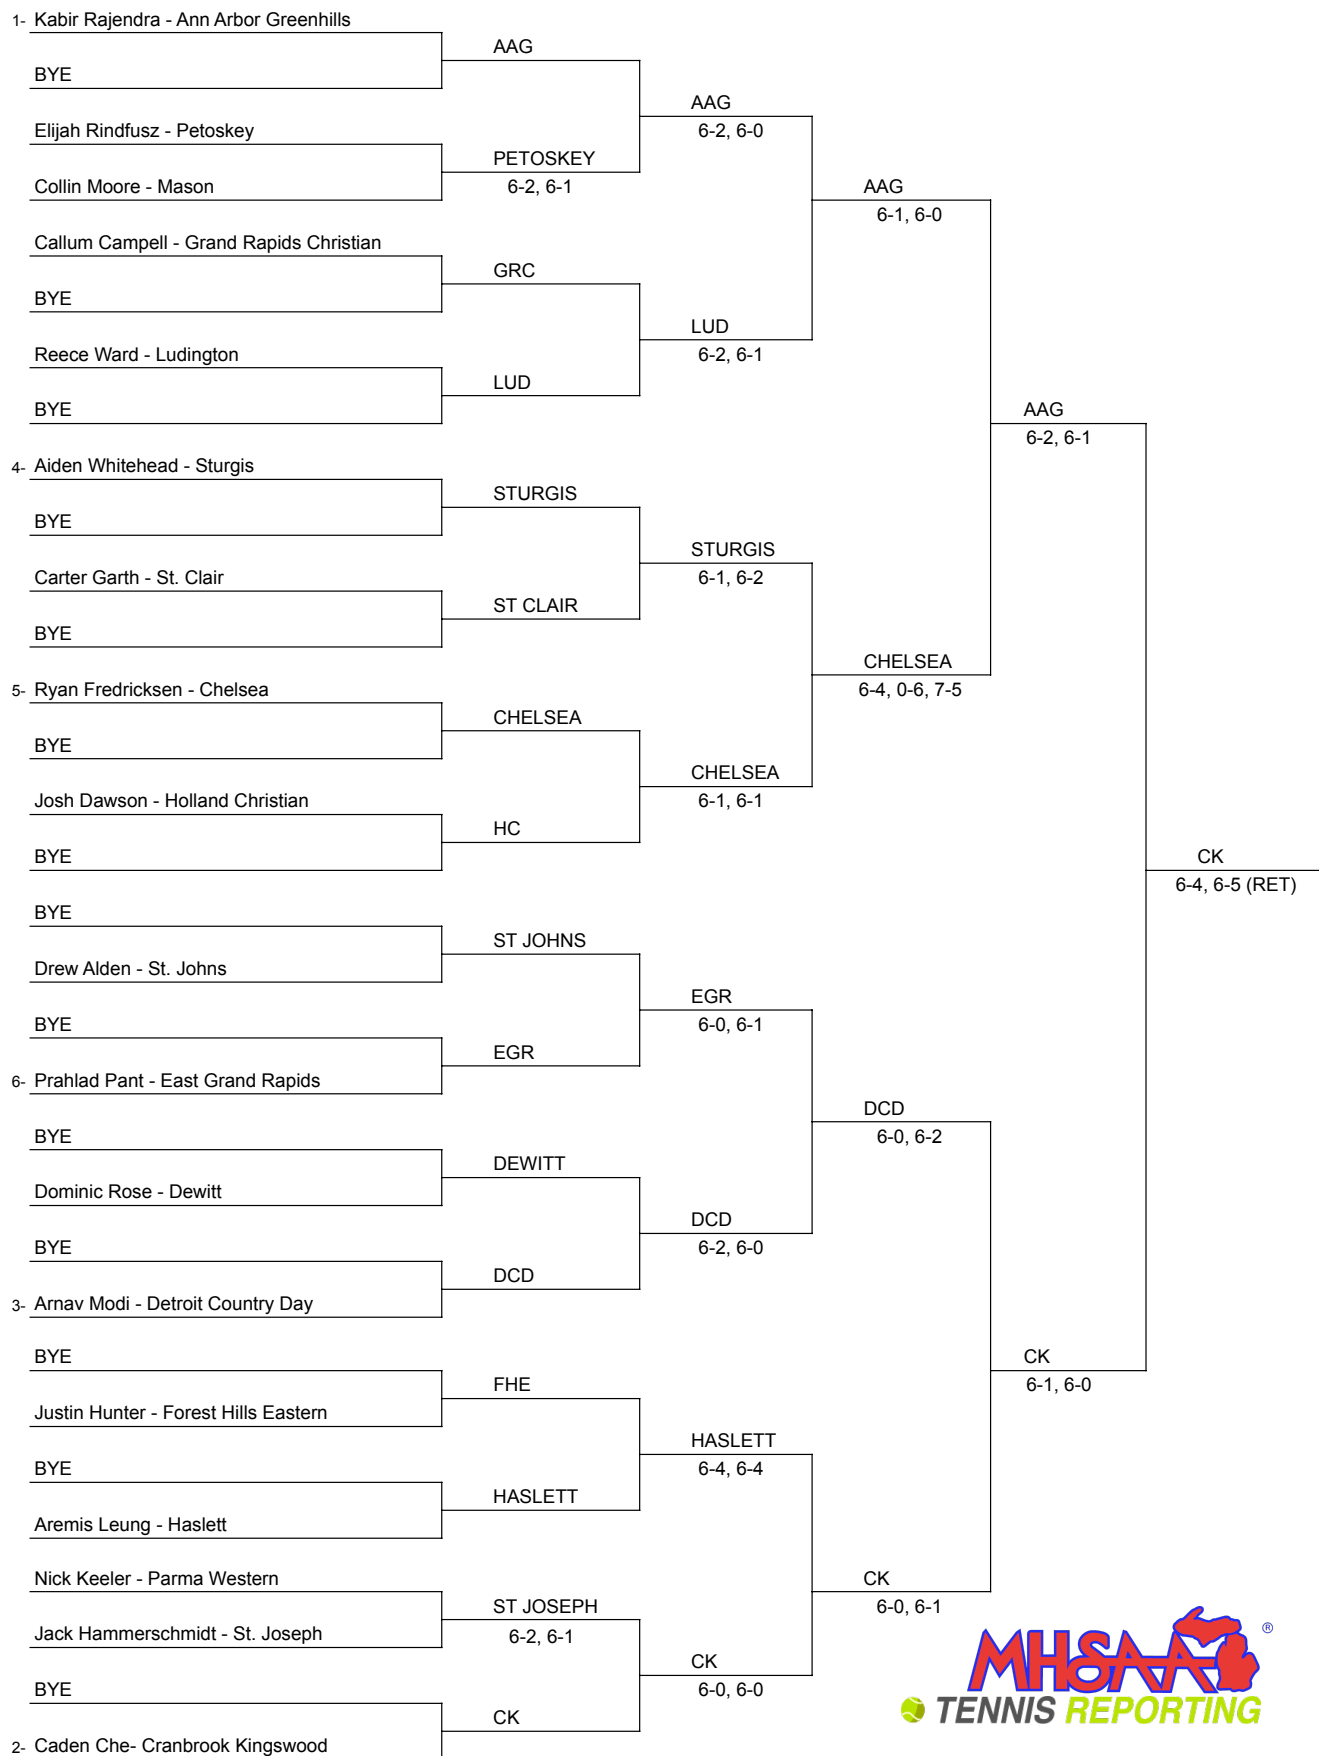 1- Kabir Rajendra - Ann Arbor Greenhills
BYE
Elijah Rindfusz - Petoskey
Collin Moore - Mason
Callum Campell - Grand Rapids Christian
BYE
Reece Ward - Ludington
BYE
4- Aiden Whitehead - Sturgis
BYE
Carter Garth - St. Clair
BYE
5- Ryan Fredricksen - Chelsea
BYE
Josh Dawson - Holland Christian
BYE
BYE
Drew Alden - St. Johns
BYE
6- Prahlad Pant - East Grand Rapids
BYE
Dominic Rose - Dewitt
BYE
3- Arnav Modi - Detroit Country Day
BYE
Justin Hunter - Forest Hills Eastern
BYE
Aremis Leung - Haslett
Nick Keeler - Parma Western
Jack Hammerschmidt - St. Joseph
BYE
2- Caden Che- Cranbrook Kingswood
AAG
PETOSKEY
6-2, 6-1
GRC
LUD
STURGIS
ST CLAIR
CHELSEA
HC
ST JOHNS
EGR
DEWITT
DCD
FHE
HASLETT
ST JOSEPH
6-2, 6-1
CK
AAG
6-2, 6-0
LUD
6-2, 6-1
STURGIS
6-1, 6-2
CHELSEA
6-1, 6-1
EGR
6-0, 6-1
DCD
6-2, 6-0
HASLETT
6-4, 6-4
CK
6-0, 6-0
AAG
6-1, 6-0
CHELSEA
6-4, 0-6, 7-5
DCD
6-0, 6-2
CK
6-0, 6-1
AAG
6-2, 6-1
CK
6-1, 6-0
CK
6-4, 6-5 (RET)
MHSAA ®
TENNIS REPORTING